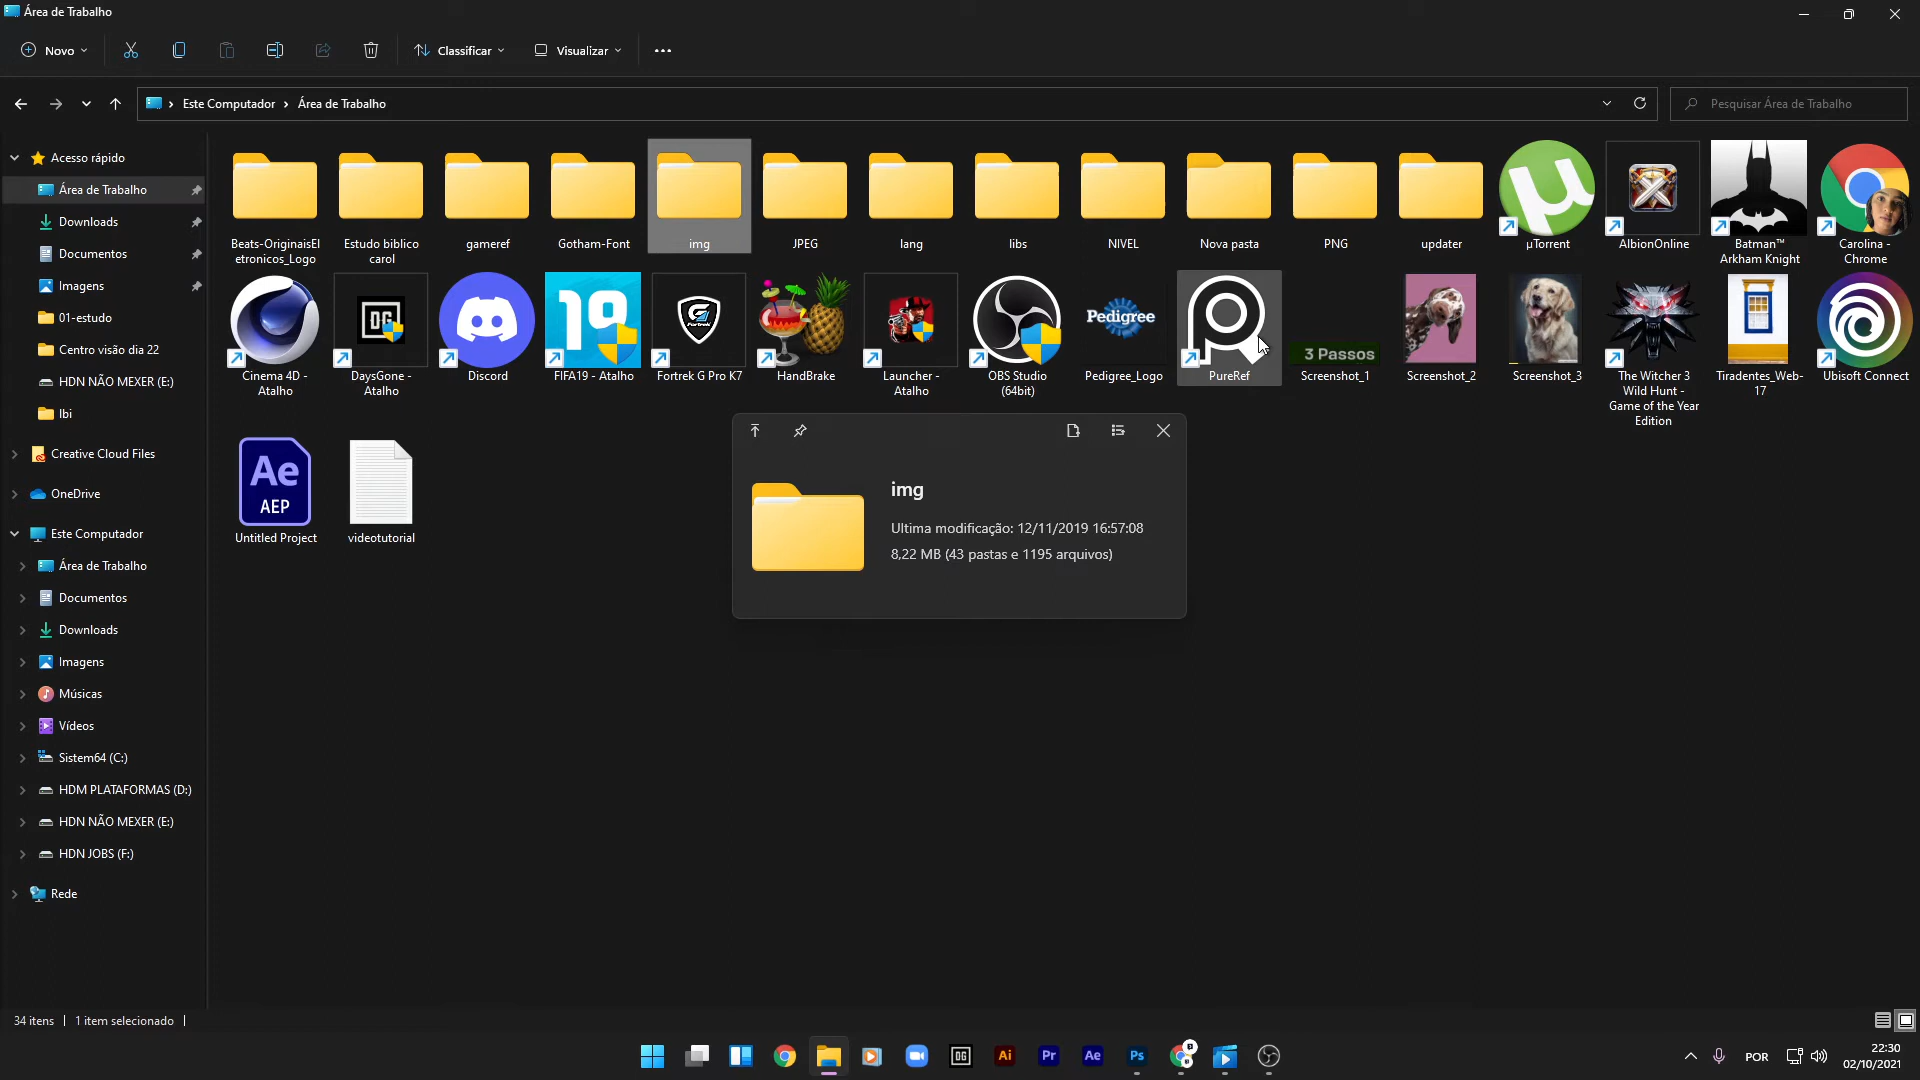 Área de Trabalho
Novo
Classificar
Visualizar
Este Computador
Área de Trabalho
Pesquisar Área de Trabalho
Acesso rápido
Área de Trabalho
Downloads
Documentos
Imagens
01-estudo
Centro visão dia 22
HDN NÃO MEXER (E:)
Ibi
Creative Cloud Files
OneDrive
Este Computador
Área de Trabalho
Documentos
Downloads
Imagens
Músicas
Vídeos
Sistem64 (C:)
HDM PLATAFORMAS (D:)
HDN NÃO MEXER (E:)
HDN JOBS (F:)
Rede
Beats-OriginaisEl
etronicos_Logo
Estudo biblico
carol
gameref
Gotham-Font
img
JPEG
lang
libs
NIVEL
Nova pasta
PNG
updater
µTorrent
AlbionOnline
Batman™
Arkham Knight
Carolina -
Chrome
Cinema 4D -
Atalho
DG
DaysGone -
Atalho
Discord
19
FIFA19 - Atalho
Fortrek
Fortrek G Pro K7
HandBrake
Launcher -
Atalho
OBS Studio
(64bit)
Pedigree
Pedigree_Logo
PureRef
3 Passos
Screenshot_1
Screenshot_2
Screenshot_3
The Witcher 3
Wild Hunt -
Game of the Year
Edition
Tiradentes_Web-
17
Ubisoft Connect
Ae
AEP
Untitled Project
videotutorial
img
Ultima modificação: 12/11/2019 16:57:08
8,22 MB (43 pastas e 1195 arquivos)
34 itens
1 item selecionado
DG
Ai
Pr
Ae
Ps
POR
22:30
02/10/2021